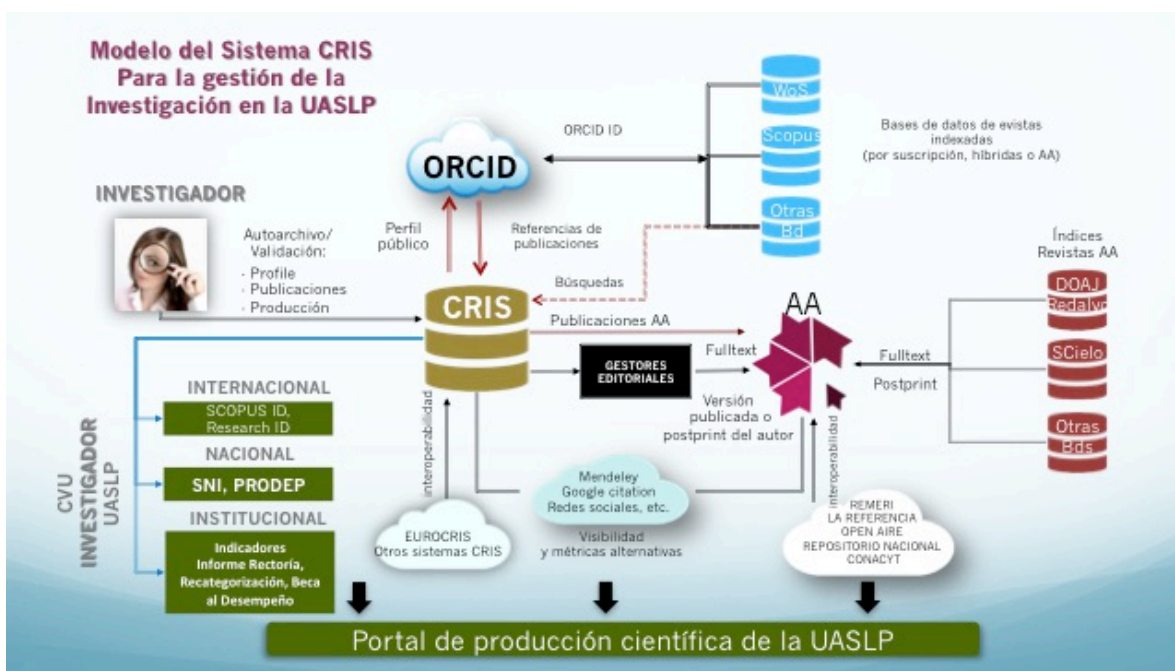 Modelo del Sistema CRIS
Para la gestión de la
Investigación en la UASLP
WoS
Scopus
Otras
Bd
Bases de datos de evistas
indexadas
(por suscripción, híbridas o AA)
ORCID ID
ORCID
INVESTIGADOR
Autoarchivo/
Validación:
- Profile
- Publicaciones
- Producción
Perfil
público
Referencias de
publicaciones
Búsquedas
Índices
Revistas AA
DOAJ
Redalyc
SCielo
Otras
Bds
CRIS
Publicaciones AA
AA
Fulltext
GESTORES
EDITORIALES
Fulltext
Postprint
Versión
publicada o
postprint del autor
interoperabilidad
interoperabilidad
CVU
INVESTIGADOR
UASLP
INTERNACIONAL
SCOPUS ID,
Research ID
NACIONAL
SNI, PRODEP
INSTITUCIONAL
Indicadores
Informe Rectoría,
Recategorización, Beca
al Desempeño
EUROCRIS
Otros sistemas CRIS
Mendeley
Google citation
Redes sociales, etc.
Visibilidad
y métricas alternativas
REMERI
LA REFERENCIA
OPEN AIRE
REPOSITORIO NACIONAL
CONACYT
Portal de producción científica de la UASLP